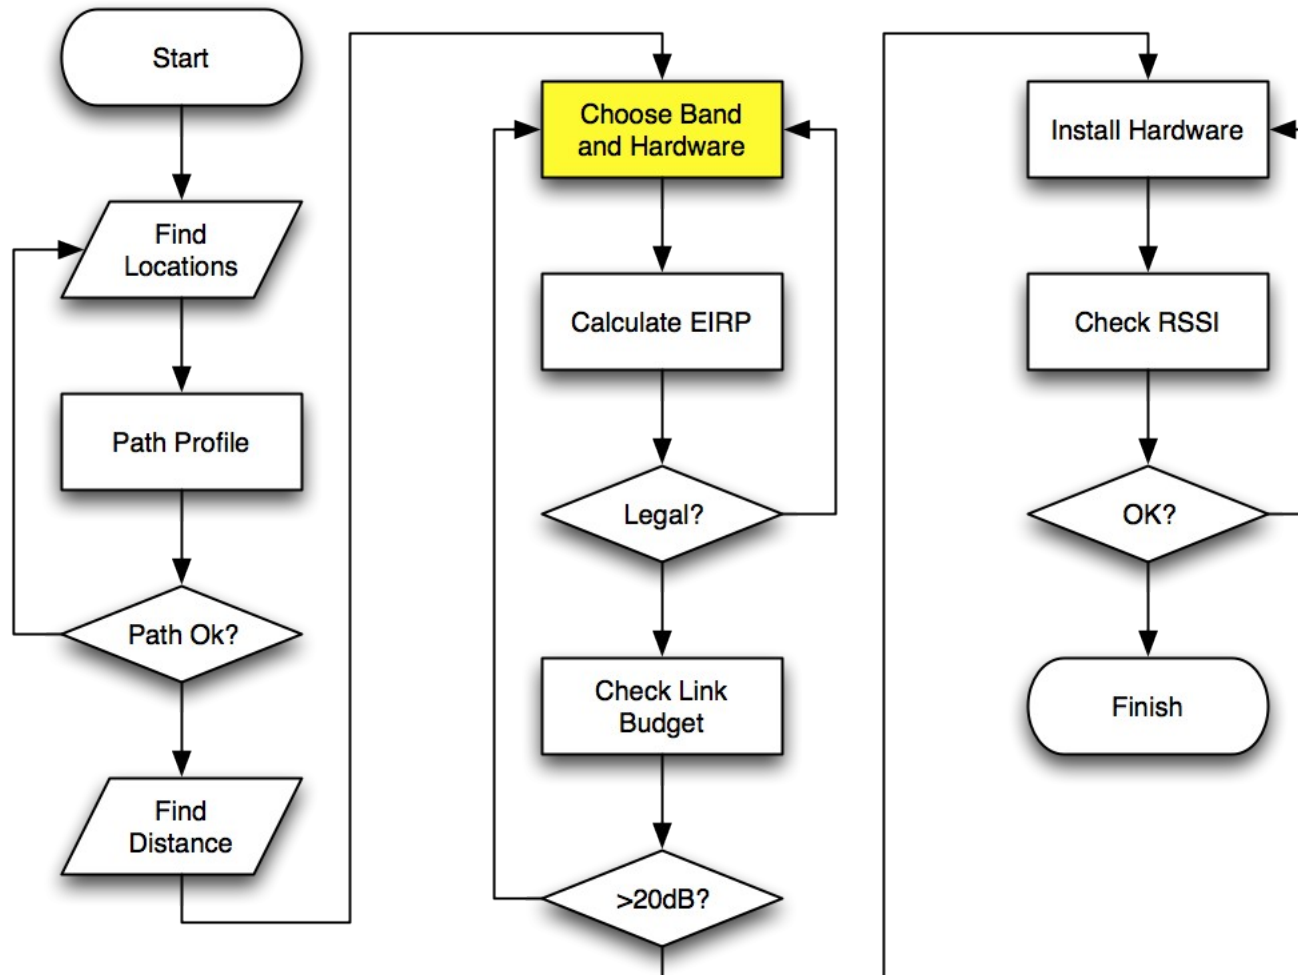 Start
Find
Locations
Path Profile
Path Ok?
Find
Distance
Choose Band
and Hardware
Calculate EIRP
Legal?
Check Link
Budget
>20dB?
Install Hardware
Check RSSI
OK?
Finish